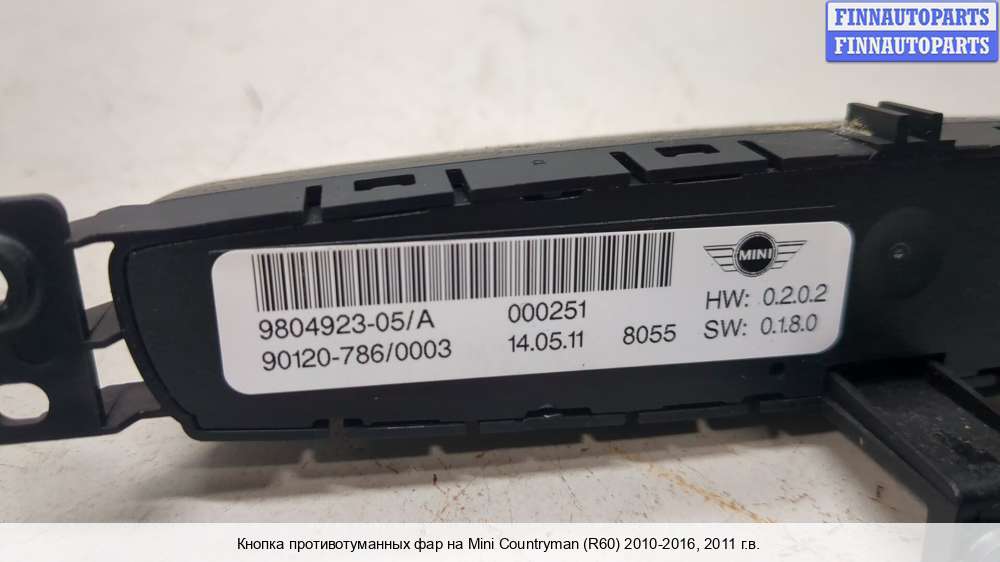 FINNAUTOPARTS
FINNAUTOPARTS
MINI
9804923-05/A 000251 HW: 0.2.0.2
90120-786/0003 14.05.11 8055 SW: 0.1.8.0
Кнопка противотуманных фар на Mini Countryman (R60) 2010-2016, 2011 г.в.